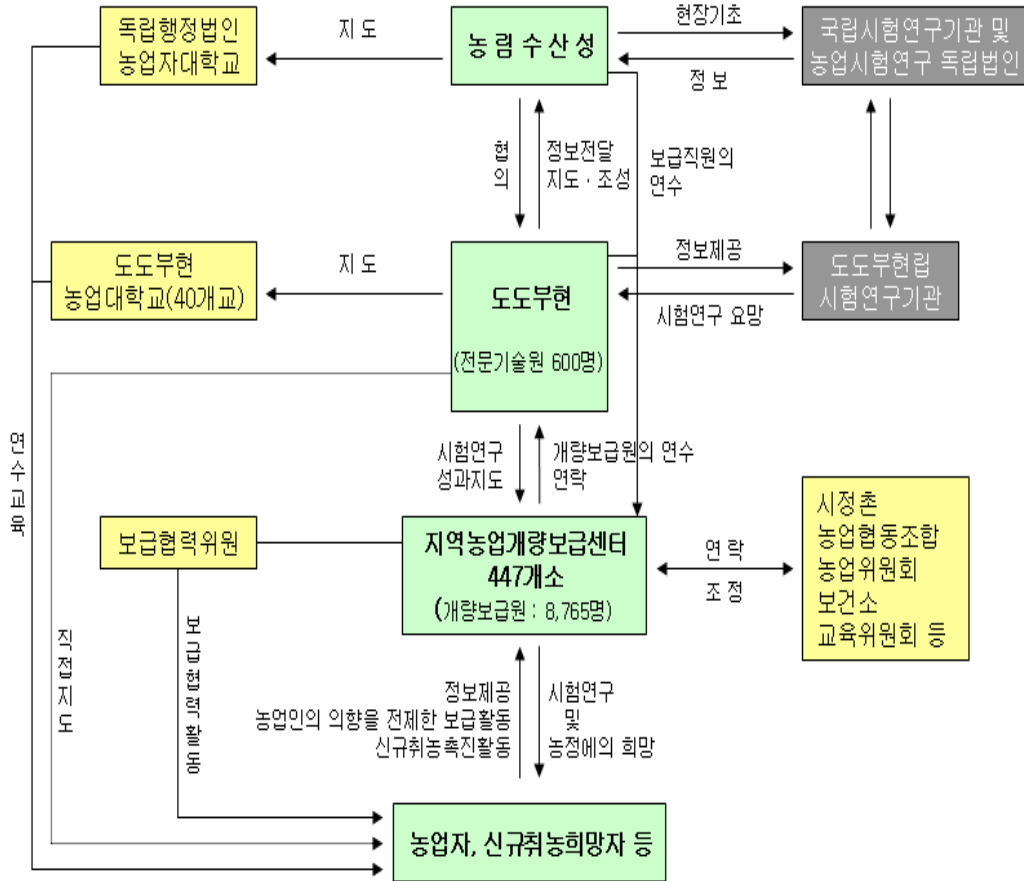 독립행정법인
농업자대학교
지 도
농 림 수 산 성
현장기초
정 보
국립시험연구기관 및
농업시험연구 독립법인
협
의
정보전달
지도 · 조성
보급직원의
연수
도도부현
농업대학교(40개교)
지 도
도도부현
(전문기술원 600명)
정보제공
시험연구 요망
도도부현립
시험연구기관
연
수
교
육
시험연구
성과지도
개량보급원의 연수
연락
보급협력위원
지역농업개량보급센터
447개소
(개량보급원 : 8,765명)
연 락
조 정
시정촌
농업협동조합
농업위원회
보건소
교육위원회 등
직
접
지
도
보
급
협
력
활
동
정보제공
농업인의 의향을 전제한 보급활동
신규취농촉진활동
시험연구
및
농정에의 희망
농업자, 신규취농희망자 등